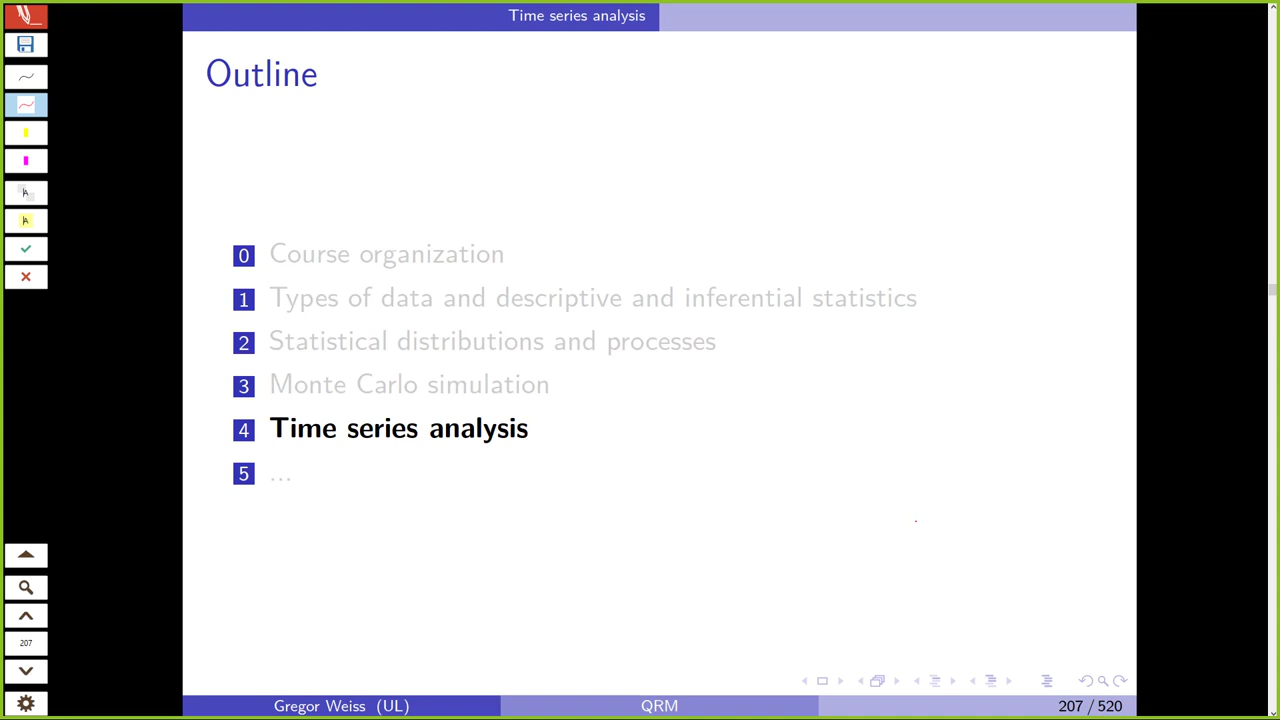 Time series analysis
Outline
0 Course organization
1 Types of data and descriptive and inferential statistics
2 Statistical distributions and processes
3 Monte Carlo simulation
4 Time series analysis
5 ...
207
Gregor Weiss (UL) QRM 207 / 520